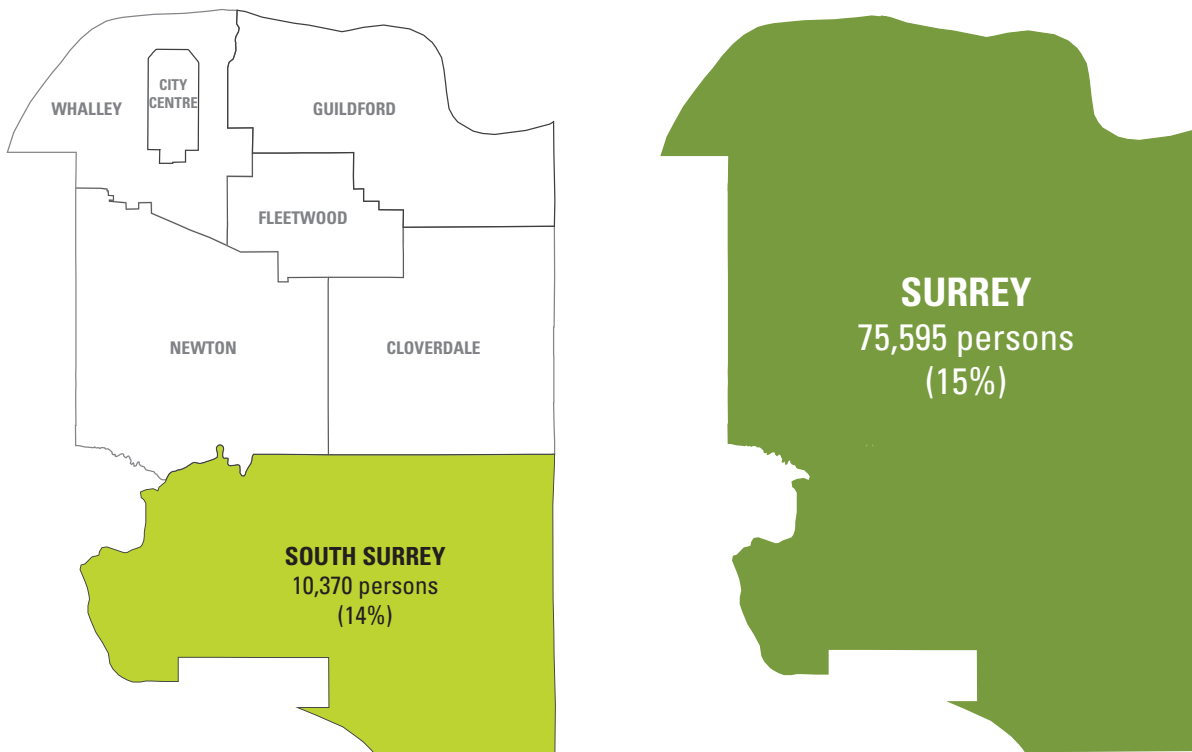 WHALLEY
CITY
CENTRE
GUILDFORD
FLEETWOOD
NEWTON
CLOVERDALE
SOUTH SURREY
10,370 persons
(14%)
SURREY
75,595 persons
(15%)